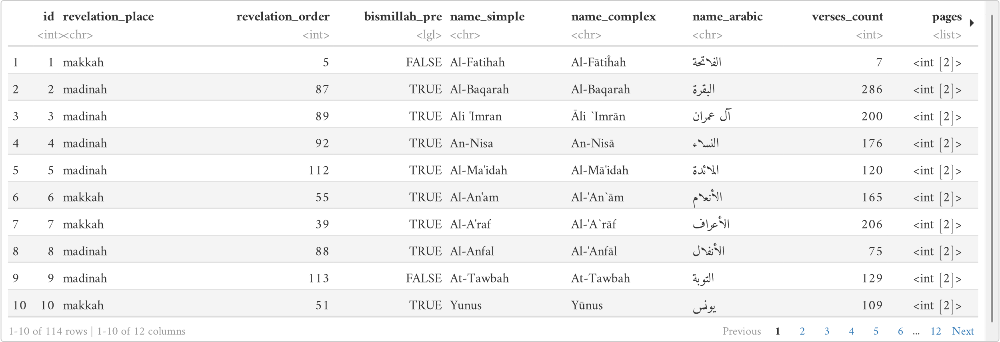 id revelation_place revelation_order bismillah_pre name_simple name_complex name_arabic verses_count pages
<int> <chr> <int> <lgl> <chr> <chr> <chr> <int> <list>
1 1 makkah 5 FALSE Al-Fatihah Al-Fātiĥah الفاتحة 7 <int [2]>
2 2 madinah 87 TRUE Al-Baqarah Al-Baqarah البقرة 286 <int [2]>
3 3 madinah 89 TRUE Ali 'Imran Āli `Imrān آل عمران 200 <int [2]>
4 4 madinah 92 TRUE An-Nisa An-Nisā النساء 176 <int [2]>
5 5 madinah 112 TRUE Al-Ma'idah Al-Mā'idah المائدة 120 <int [2]>
6 6 makkah 55 TRUE Al-An'am Al-'An`ām الأنعام 165 <int [2]>
7 7 makkah 39 TRUE Al-A'raf Al-'A`rāf الأعراف 206 <int [2]>
8 8 madinah 88 TRUE Al-Anfal Al-'Anfāl الأنفال 75 <int [2]>
9 9 madinah 113 FALSE At-Tawbah At-Tawbah التوبة 129 <int [2]>
10 10 makkah 51 TRUE Yunus Yūnus يونس 109 <int [2]>
1-10 of 114 rows | 1-10 of 12 columns Previous 1 2 3 4 5 6 ... 12 Next